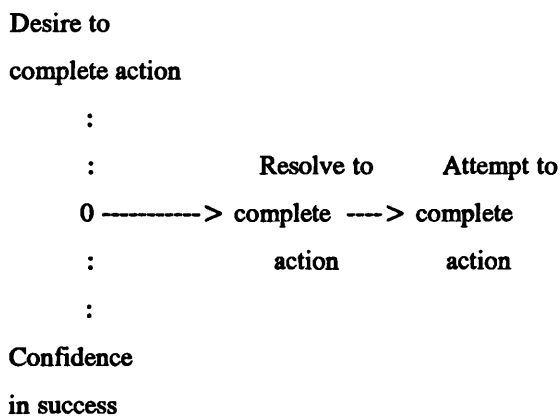 Desire to
complete action
:
: Resolve to Attempt to
0 -----------> complete ----> complete
: action action
:
Confidence
in success